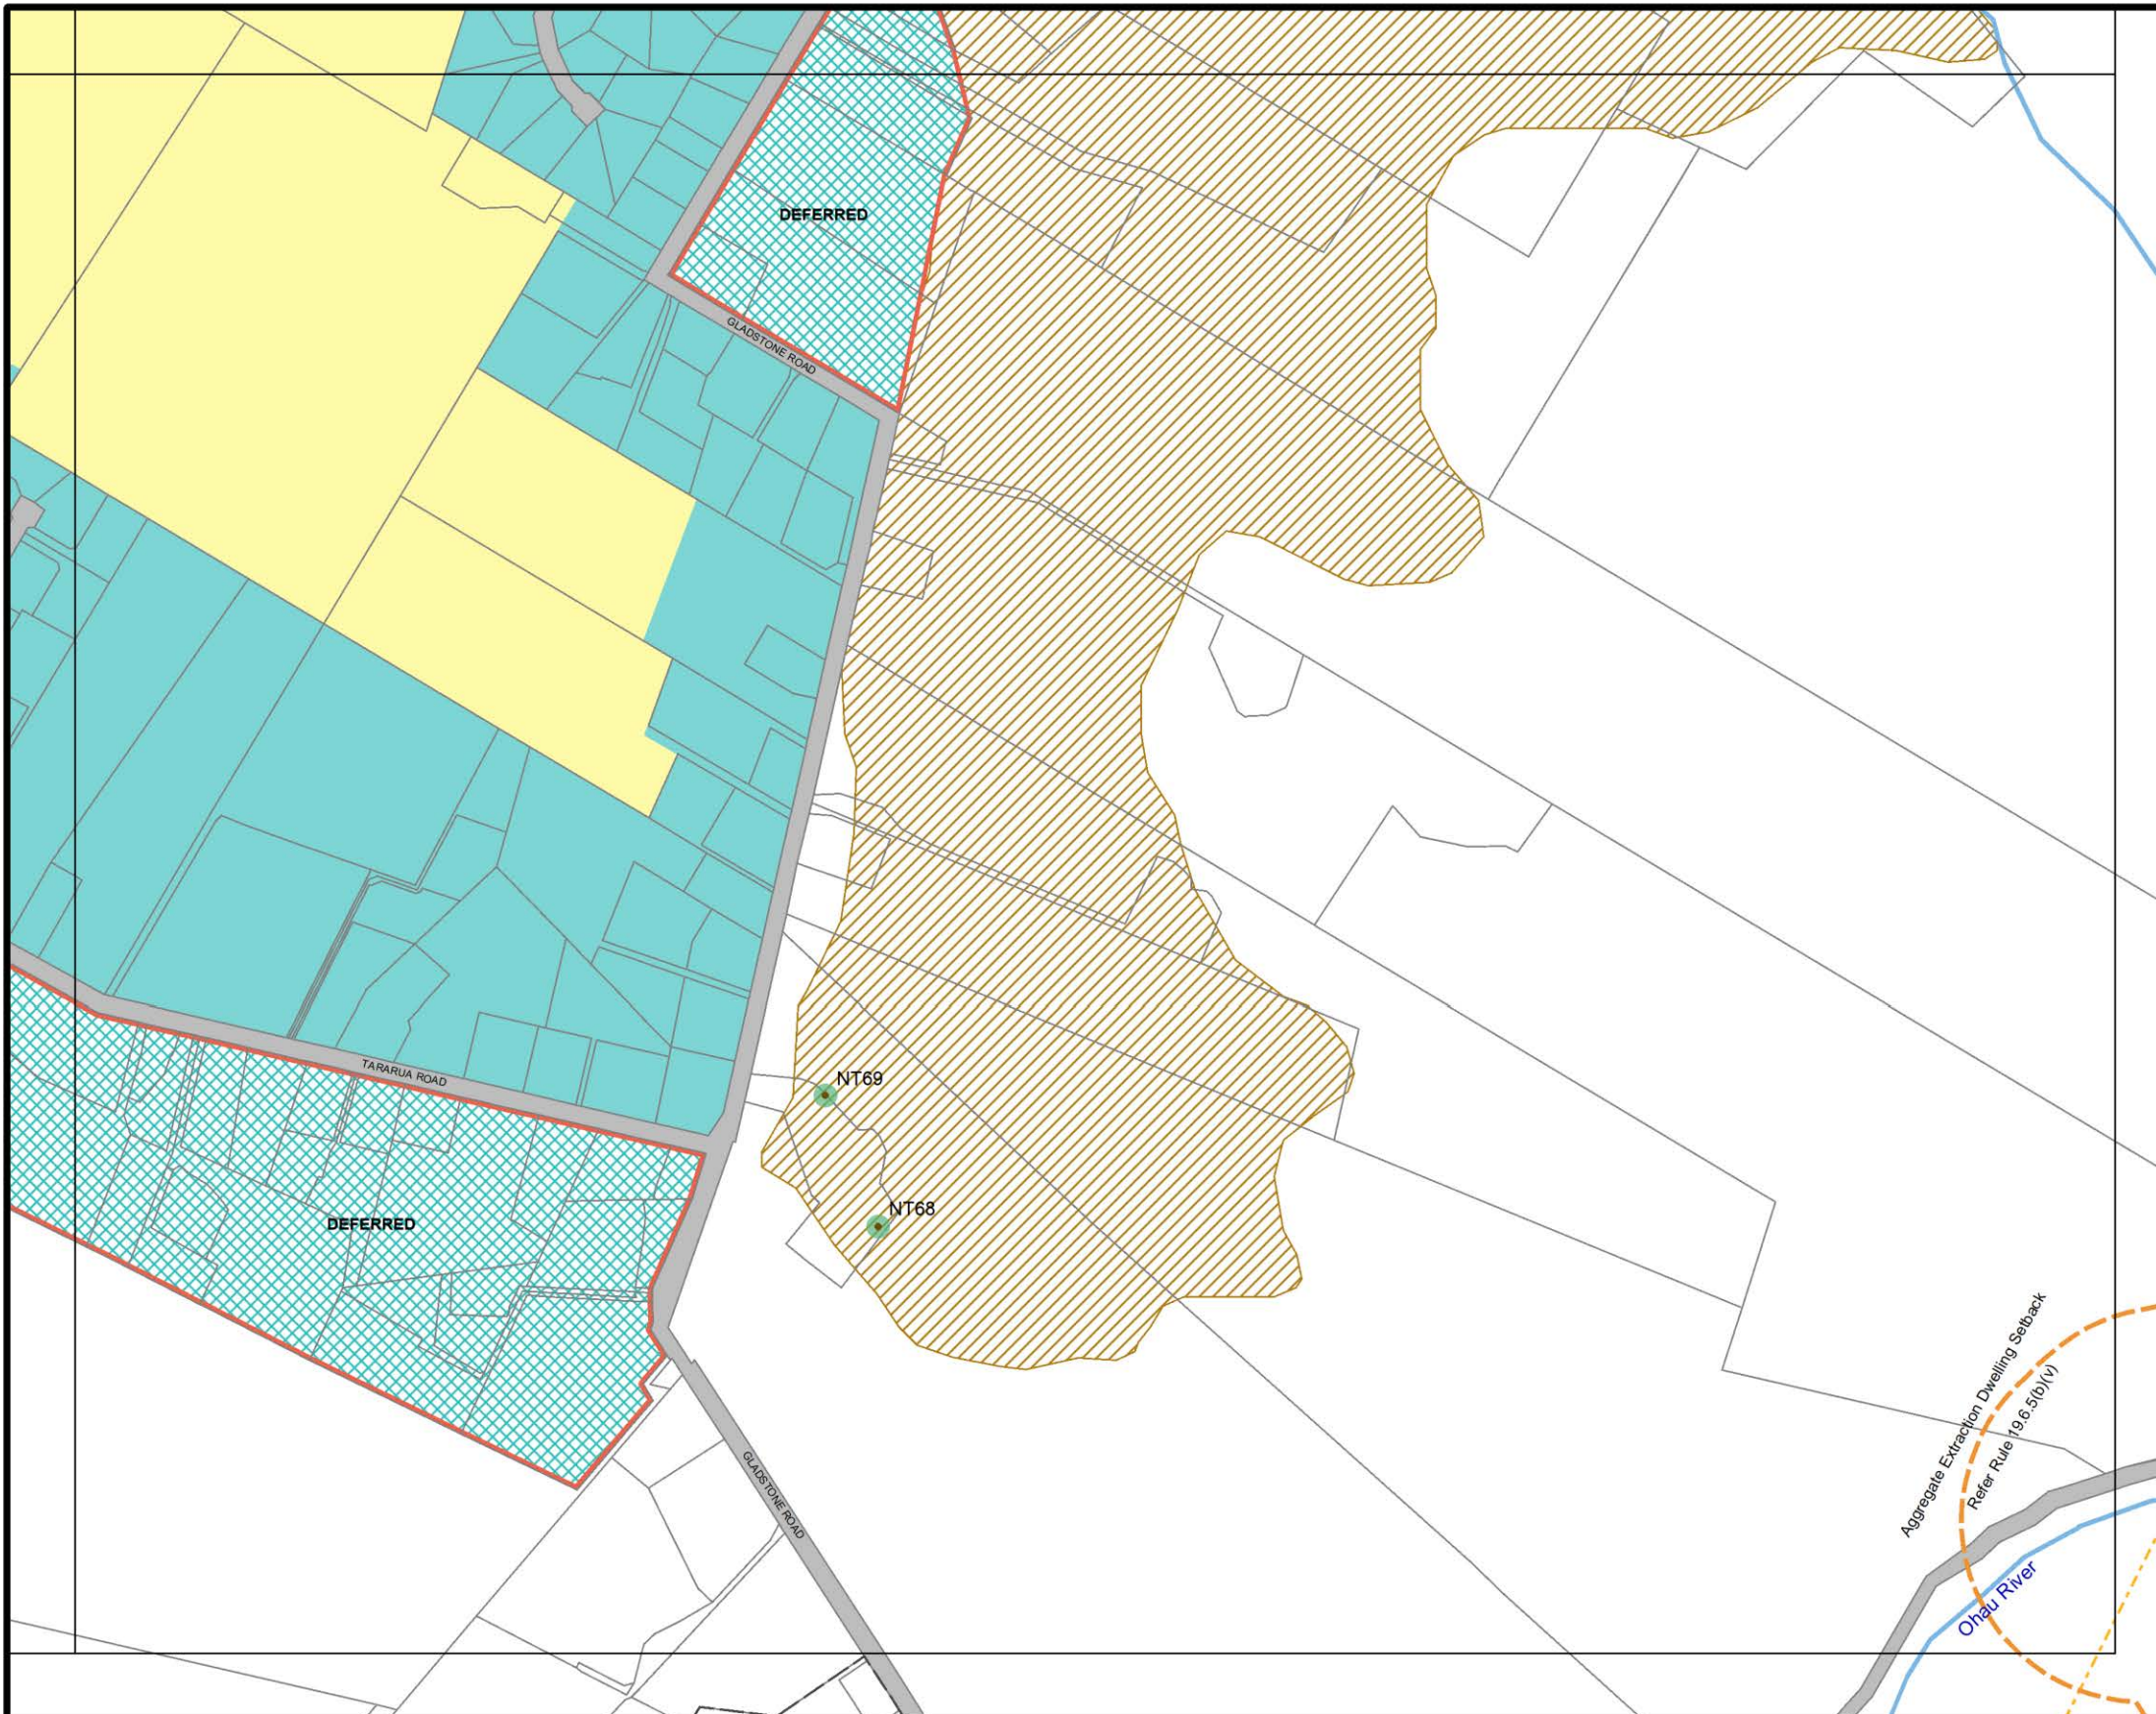 DEFERRED
GLADSTONE ROAD
TARARUA ROAD
NT69
NT68
DEFERRED
Aggregate Extraction Dwelling Setback
Refer Rule 19.6.5(b)(v)
GLADSTONE ROAD
Ohau River